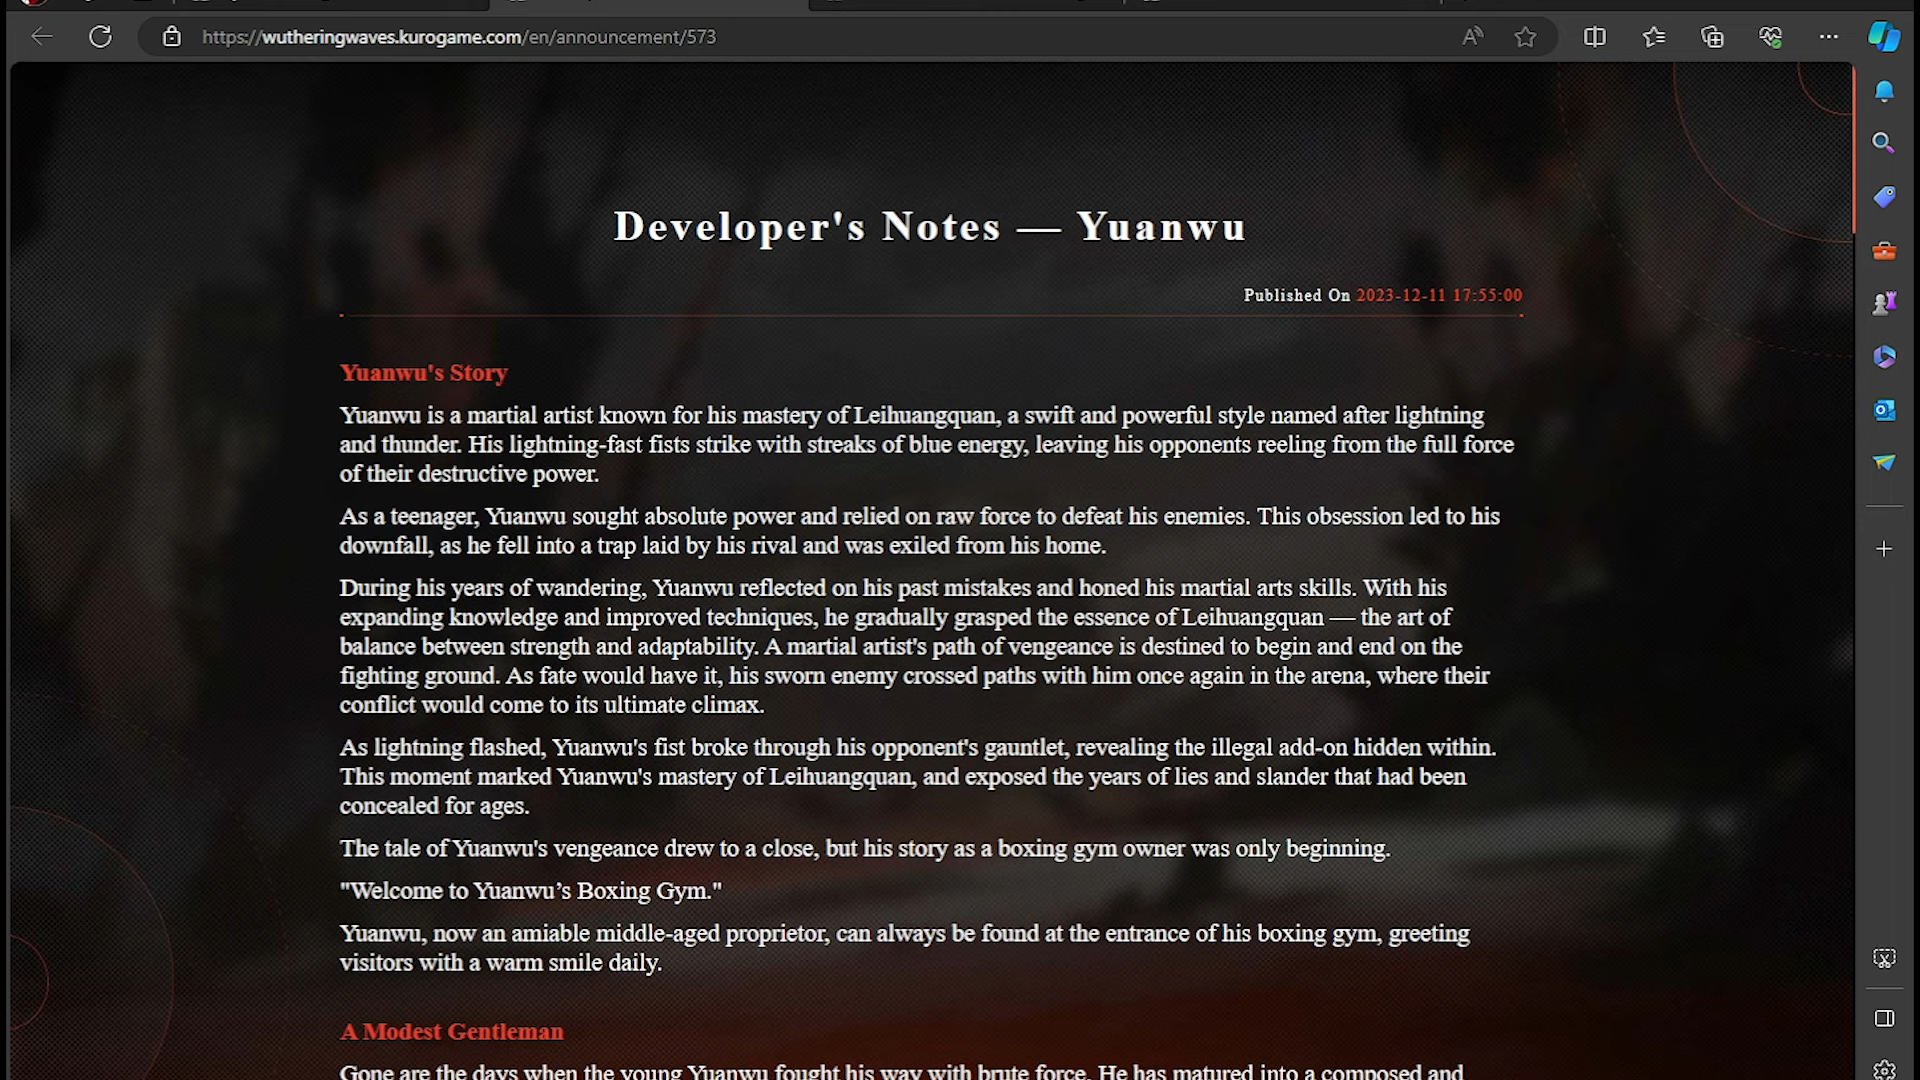 https://wutheringwaves.kurogame.com/en/announcement/573
Developer's Notes — Yuanwu
Published On 2023-12-11 17:55:00
Yuanwu's Story
Yuanwu is a martial artist known for his mastery of Leihuangquan, a swift and powerful style named after lightning
and thunder. His lightning-fast fists strike with streaks of blue energy, leaving his opponents reeling from the full force
of their destructive power.
As a teenager, Yuanwu sought absolute power and relied on raw force to defeat his enemies. This obsession led to his
downfall, as he fell into a trap laid by his rival and was exiled from his home.
During his years of wandering, Yuanwu reflected on his past mistakes and honed his martial arts skills. With his
expanding knowledge and improved techniques, he gradually grasped the essence of Leihuangquan — the art of
balance between strength and adaptability. A martial artist's path of vengeance is destined to begin and end on the
fighting ground. As fate would have it, his sworn enemy crossed paths with him once again in the arena, where their
conflict would come to its ultimate climax.
As lightning flashed, Yuanwu's fist broke through his opponent's gauntlet, revealing the illegal add-on hidden within.
This moment marked Yuanwu's mastery of Leihuangquan, and exposed the years of lies and slander that had been
concealed for ages.
The tale of Yuanwu's vengeance drew to a close, but his story as a boxing gym owner was only beginning.
"Welcome to Yuanwu’s Boxing Gym."
Yuanwu, now an amiable middle-aged proprietor, can always be found at the entrance of his boxing gym, greeting
visitors with a warm smile daily.
A Modest Gentleman
Gone are the days when the young Yuanwu fought his way with brute force. He has matured into a composed and